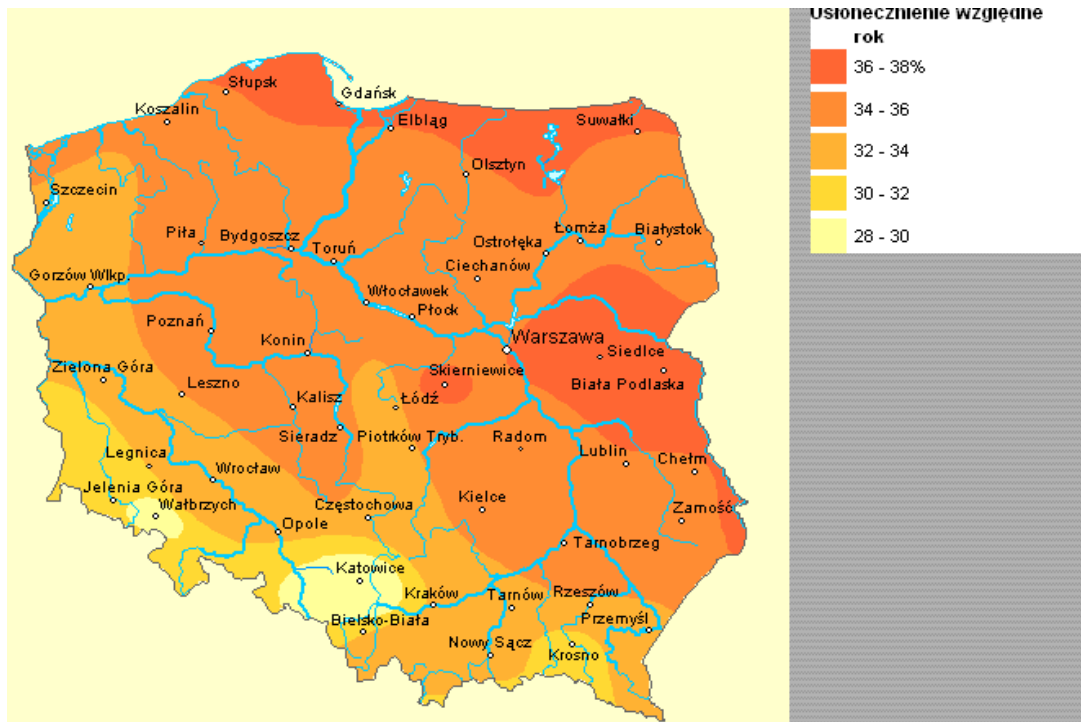 Usłonecznienie względne
rok
36 - 38%
34 - 36
32 - 34
30 - 32
28 - 30
Słupsk
Gdańsk
Koszalin
Elbląg
Suwałki
Olsztyn
Szczecin
Piła
Bydgoszcz
Toruń
Ostrołęka
Łomża
Białystok
Ciechanów
Gorzów Wlkp.
Włocławek
Płock
Poznań
Konin
Warszawa
Siedlce
Zielona Góra
Leszno
Skierniewice
Biała Podlaska
Kalisz
Łódź
Sieradz
Piotrków Tryb.
Radom
Lublin
Chełm
Legnica
Wrocław
Jelenia Góra
Wałbrzych
Częstochowa
Kielce
Zamość
Opole
Tarnobrzeg
Katowice
Kraków
Tarnów
Rzeszów
Bielsko-Biała
Przemyśl
Nowy Sącz
Krosno